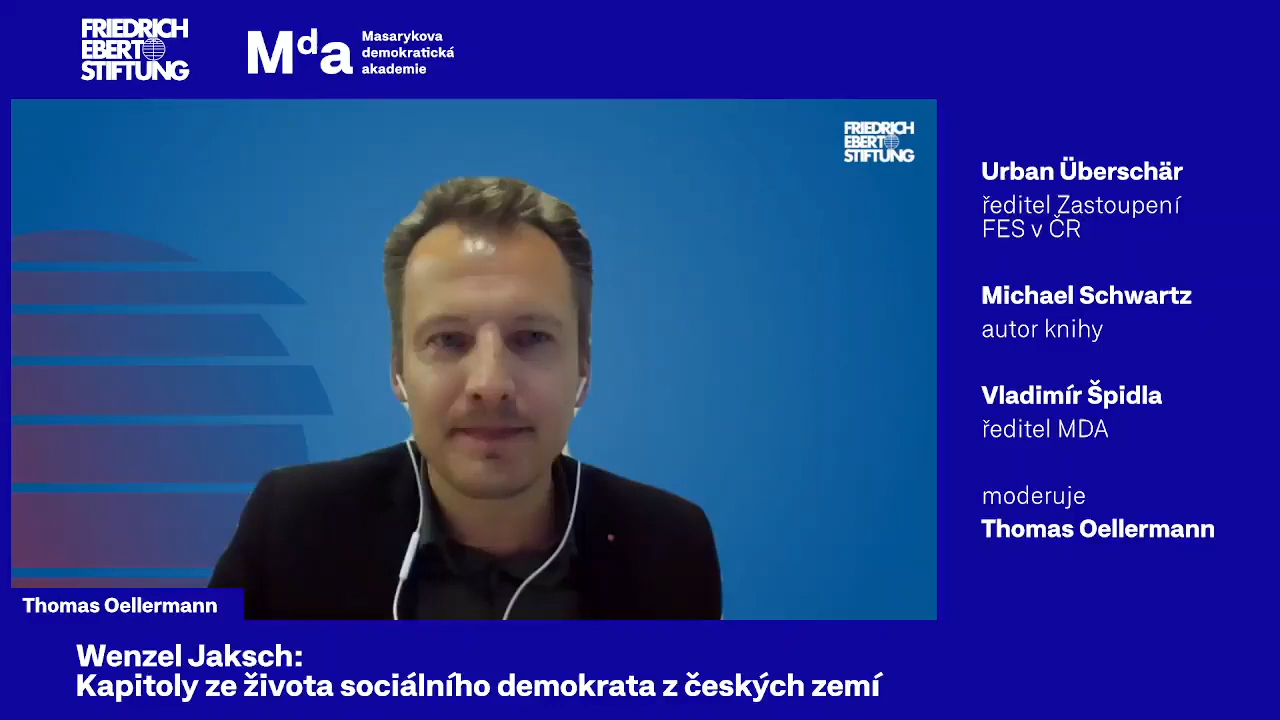 FRIEDRICH
EBERT
STIFTUNG
Mda
Masarykova
demokratická
akademie
FRIEDRICH
EBERT
STIFTUNG
Urban Überschär
ředitel Zastoupení
FES v ČR
Michael Schwartz
autor knihy
Vladimír Špidla
ředitel MDA
moderuje
Thomas Oellermann
Thomas Oellermann
Wenzel Jaksch:
Kapitoly ze života sociálního demokrata z českých zemí